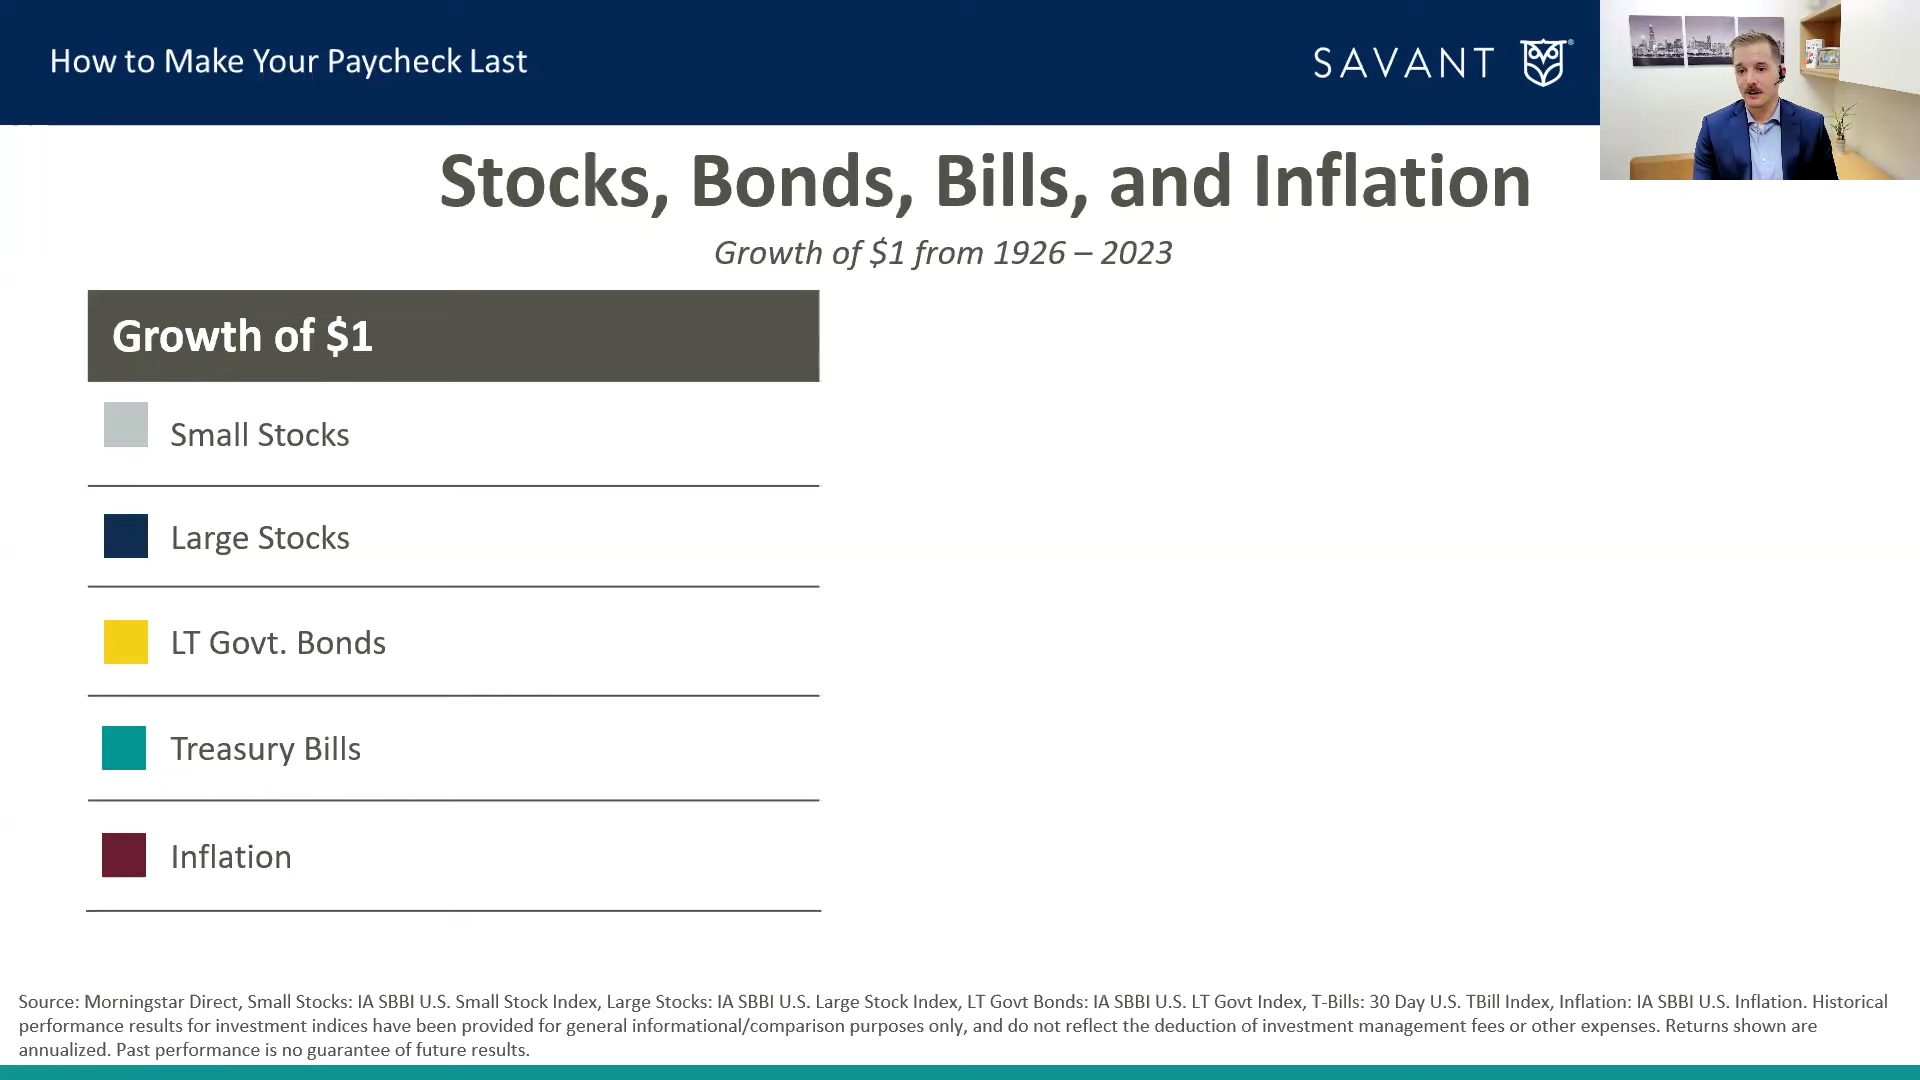 How to Make Your Paycheck Last
SAVANT ®
Stocks, Bonds, Bills, and Inflation
Growth of $1 from 1926 – 2023
Growth of $1
Small Stocks
Large Stocks
LT Govt. Bonds
Treasury Bills
Inflation
Source: Morningstar Direct, Small Stocks: IA SBBI U.S. Small Stock Index, Large Stocks: IA SBBI U.S. Large Stock Index, LT Govt Bonds: IA SBBI U.S. LT Govt Index, T-Bills: 30 Day U.S. TBill Index, Inflation: IA SBBI U.S. Inflation. Historical
performance results for investment indices have been provided for general informational/comparison purposes only, and do not reflect the deduction of investment management fees or other expenses. Returns shown are
annualized. Past performance is no guarantee of future results.